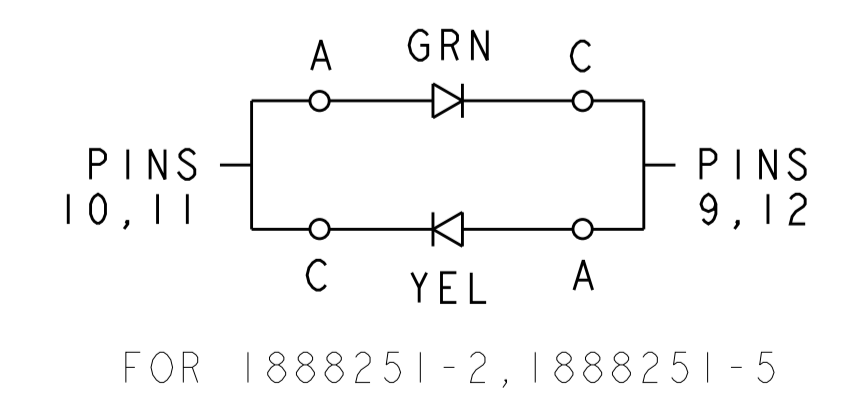 A GRN C
PINS
10,11
PINS
9,12
C YEL A
FOR 1888251-2,1888251-5